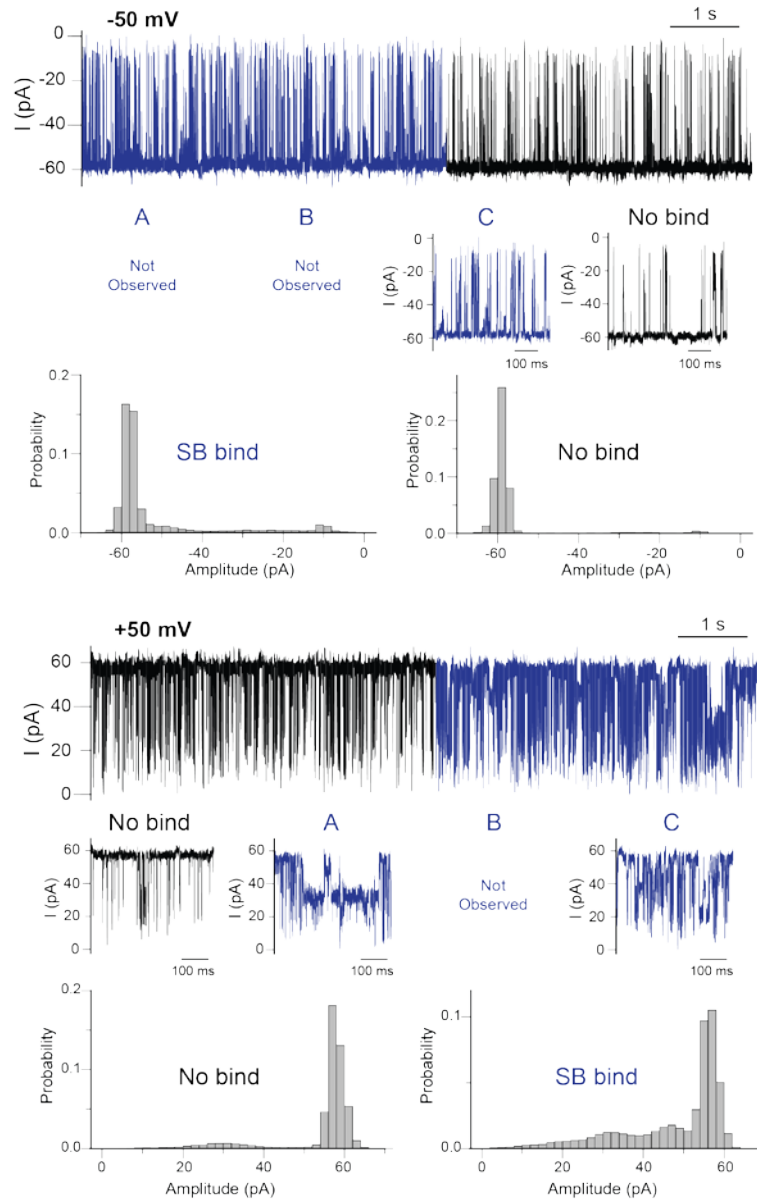 -50 mV
1 s
I (pA)
0
-20
-40
-60
A
B
C
No bind
Not
Observed
Not
Observed
I (pA)
0
-20
-40
-60
100 ms
I (pA)
0
-20
-40
-60
100 ms
Probability
0.2
0.1
0.0
SB bind
-60
-40
-20
0
Amplitude (pA)
Probability
0.2
0.1
0.0
No bind
-60
-40
-20
0
Amplitude (pA)
+50 mV
1 s
I (pA)
60
40
20
0
No bind
A
B
C
I (pA)
60
40
20
0
100 ms
I (pA)
60
40
20
0
100 ms
Not
Observed
I (pA)
60
40
20
0
100 ms
Probability
0.2
0.1
0.0
No bind
0
20
40
60
Amplitude (pA)
Probability
0.1
0.0
SB bind
0
20
40
60
Amplitude (pA)